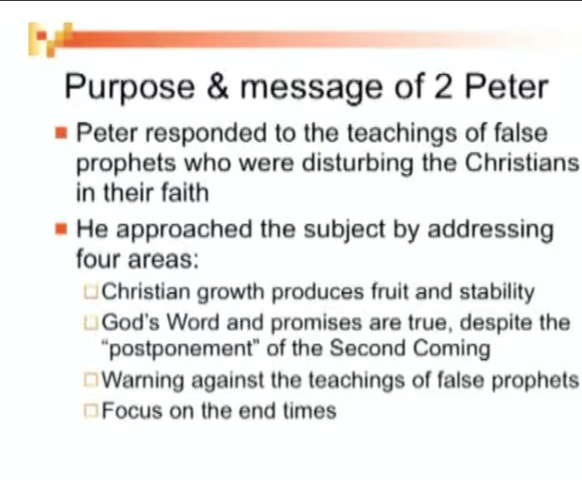 Purpose & message of 2 Peter
Peter responded to the teachings of false
prophets who were disturbing the Christians
in their faith
He approached the subject by addressing
four areas:
Christian growth produces fruit and stability
God's Word and promises are true, despite the
"postponement" of the Second Coming
Warning against the teachings of false prophets
Focus on the end times